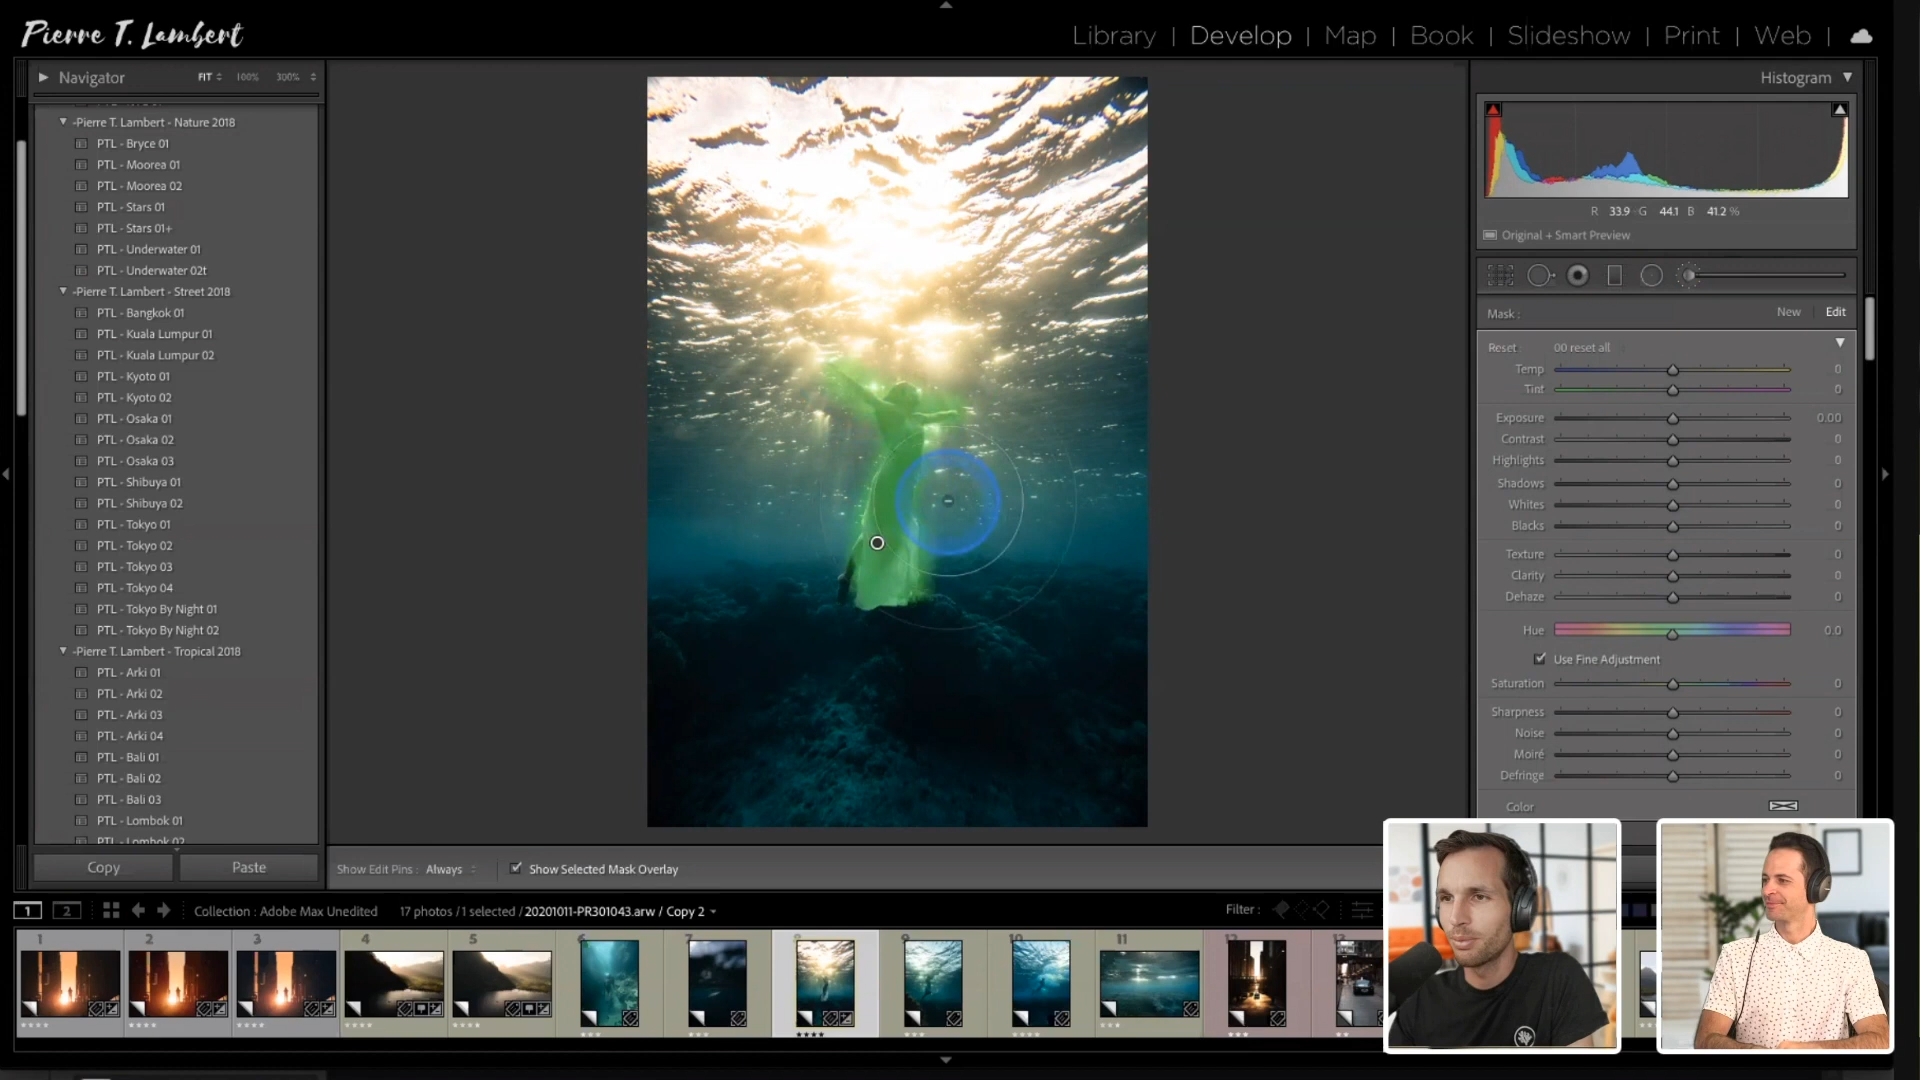 Pierre T. Lambert
Library | Develop | Map | Book | Slideshow | Print | Web |
Navigator FIT 100% 300%
-Pierre T. Lambert - Nature 2018
PTL - Bryce 01
PTL - Moorea 01
PTL - Moorea 02
PTL - Stars 01
PTL - Stars 01+
PTL - Underwater 01
PTL - Underwater 02t
-Pierre T. Lambert - Street 2018
PTL - Bangkok 01
PTL - Kuala Lumpur 01
PTL - Kuala Lumpur 02
PTL - Kyoto 01
PTL - Kyoto 02
PTL - Osaka 01
PTL - Osaka 02
PTL - Osaka 03
PTL - Shibuya 01
PTL - Shibuya 02
PTL - Tokyo 01
PTL - Tokyo 02
PTL - Tokyo 03
PTL - Tokyo 04
PTL - Tokyo By Night 01
PTL - Tokyo By Night 02
-Pierre T. Lambert - Tropical 2018
PTL - Arki 01
PTL - Arki 02
PTL - Arki 03
PTL - Arki 04
PTL - Bali 01
PTL - Bali 02
PTL - Bali 03
PTL - Lombok 01
PTL - Lombok 02
Copy Paste
Histogram
R 33.9 G 44.1 B 41.2 %
Original + Smart Preview
Mask : New Edit
Reset : 00 reset all
Temp 0
Tint 0
Exposure 0.00
Contrast 0
Highlights 0
Shadows 0
Whites 0
Blacks 0
Texture 0
Clarity 0
Dehaze 0
Hue 0.0
Use Fine Adjustment
Saturation 0
Sharpness 0
Noise 0
Moiré 0
Defringe 0
Color
Show Edit Pins : Always Show Selected Mask Overlay
1 2 Collection : Adobe Max Unedited 17 photos / 1 selected / 20201011-PR301043.arw / Copy 2 Filter :
1 2 3 4 5 6 7 8 9 10 11 12 13